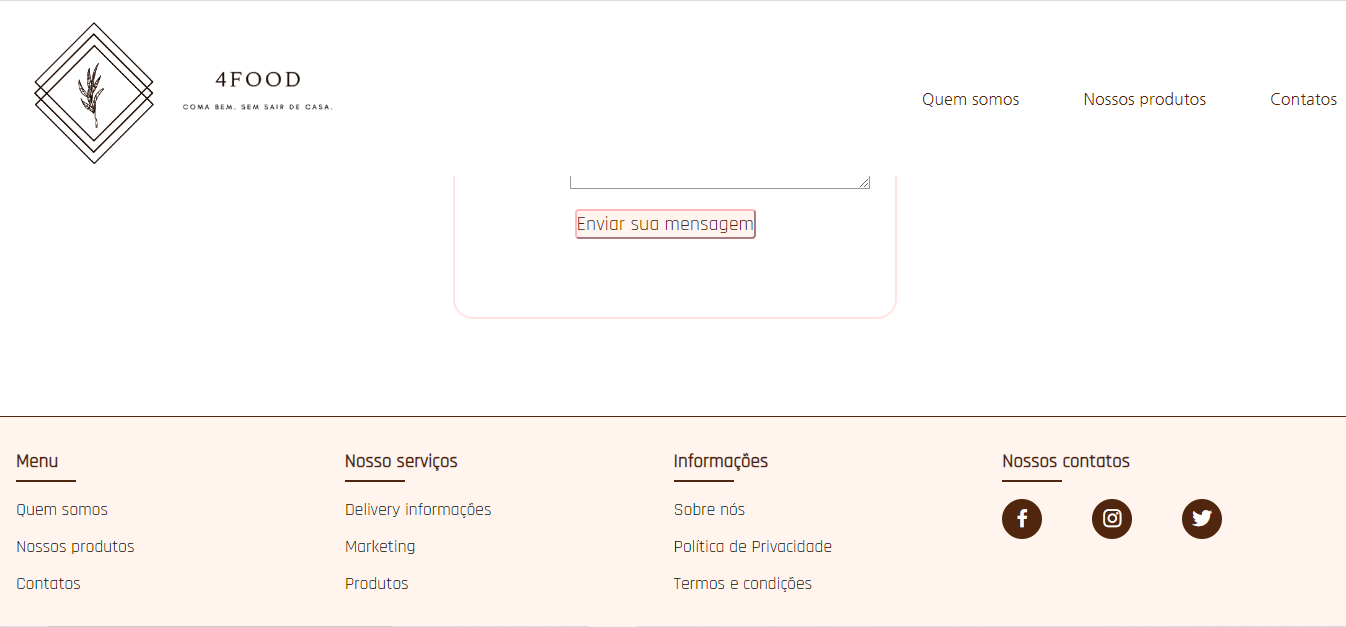 4FOOD
COMA BEM. SEM SAIR DE CASA.
Quem somos Nossos produtos Contatos
Enviar sua mensagem
Menu
Quem somos
Nossos produtos
Contatos
Nosso serviços
Delivery informações
Marketing
Produtos
Informações
Sobre nós
Política de Privacidade
Termos e condições
Nossos contatos